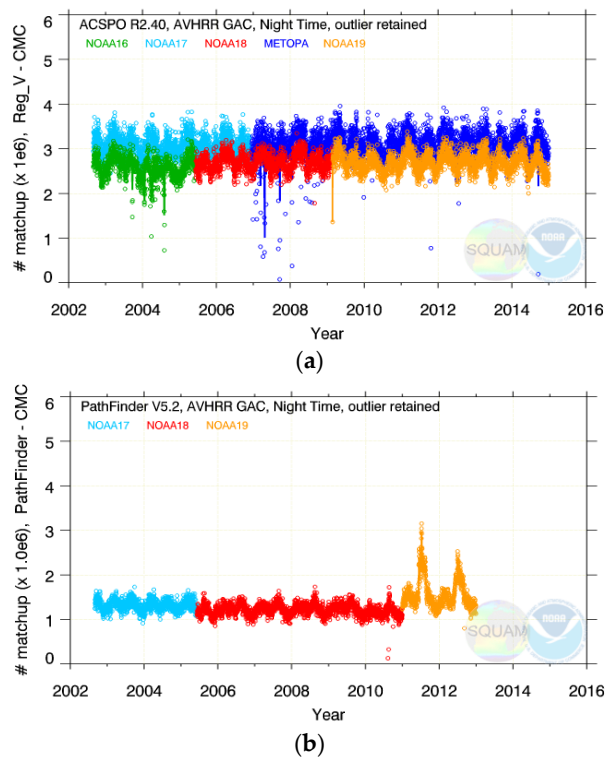 ACSPO R2.40, AVHRR GAC, Night Time, outlier retained
NOAA16 NOAA17 NOAA18 METOPA NOAA19
# matchup (x 1e6), Reg_V - CMC
6
5
4
3
2
1
0
SQUAM NOAA
2002 2004 2006 2008 2010 2012 2014 2016
Year
(a)
PathFinder V5.2, AVHRR GAC, Night Time, outlier retained
NOAA17 NOAA18 NOAA19
# matchup (x 1.0e6), PathFinder - CMC
6
5
4
3
2
1
0
SQUAM NOAA
2002 2004 2006 2008 2010 2012 2014 2016
Year
(b)